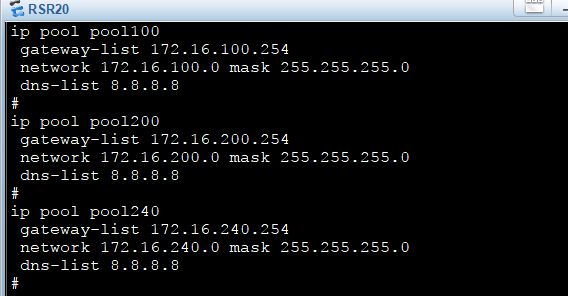 RSR20
ip pool pool100
 gateway-list 172.16.100.254
 network 172.16.100.0 mask 255.255.255.0
 dns-list 8.8.8.8
#
ip pool pool200
 gateway-list 172.16.200.254
 network 172.16.200.0 mask 255.255.255.0
 dns-list 8.8.8.8
#
ip pool pool240
 gateway-list 172.16.240.254
 network 172.16.240.0 mask 255.255.255.0
 dns-list 8.8.8.8
#